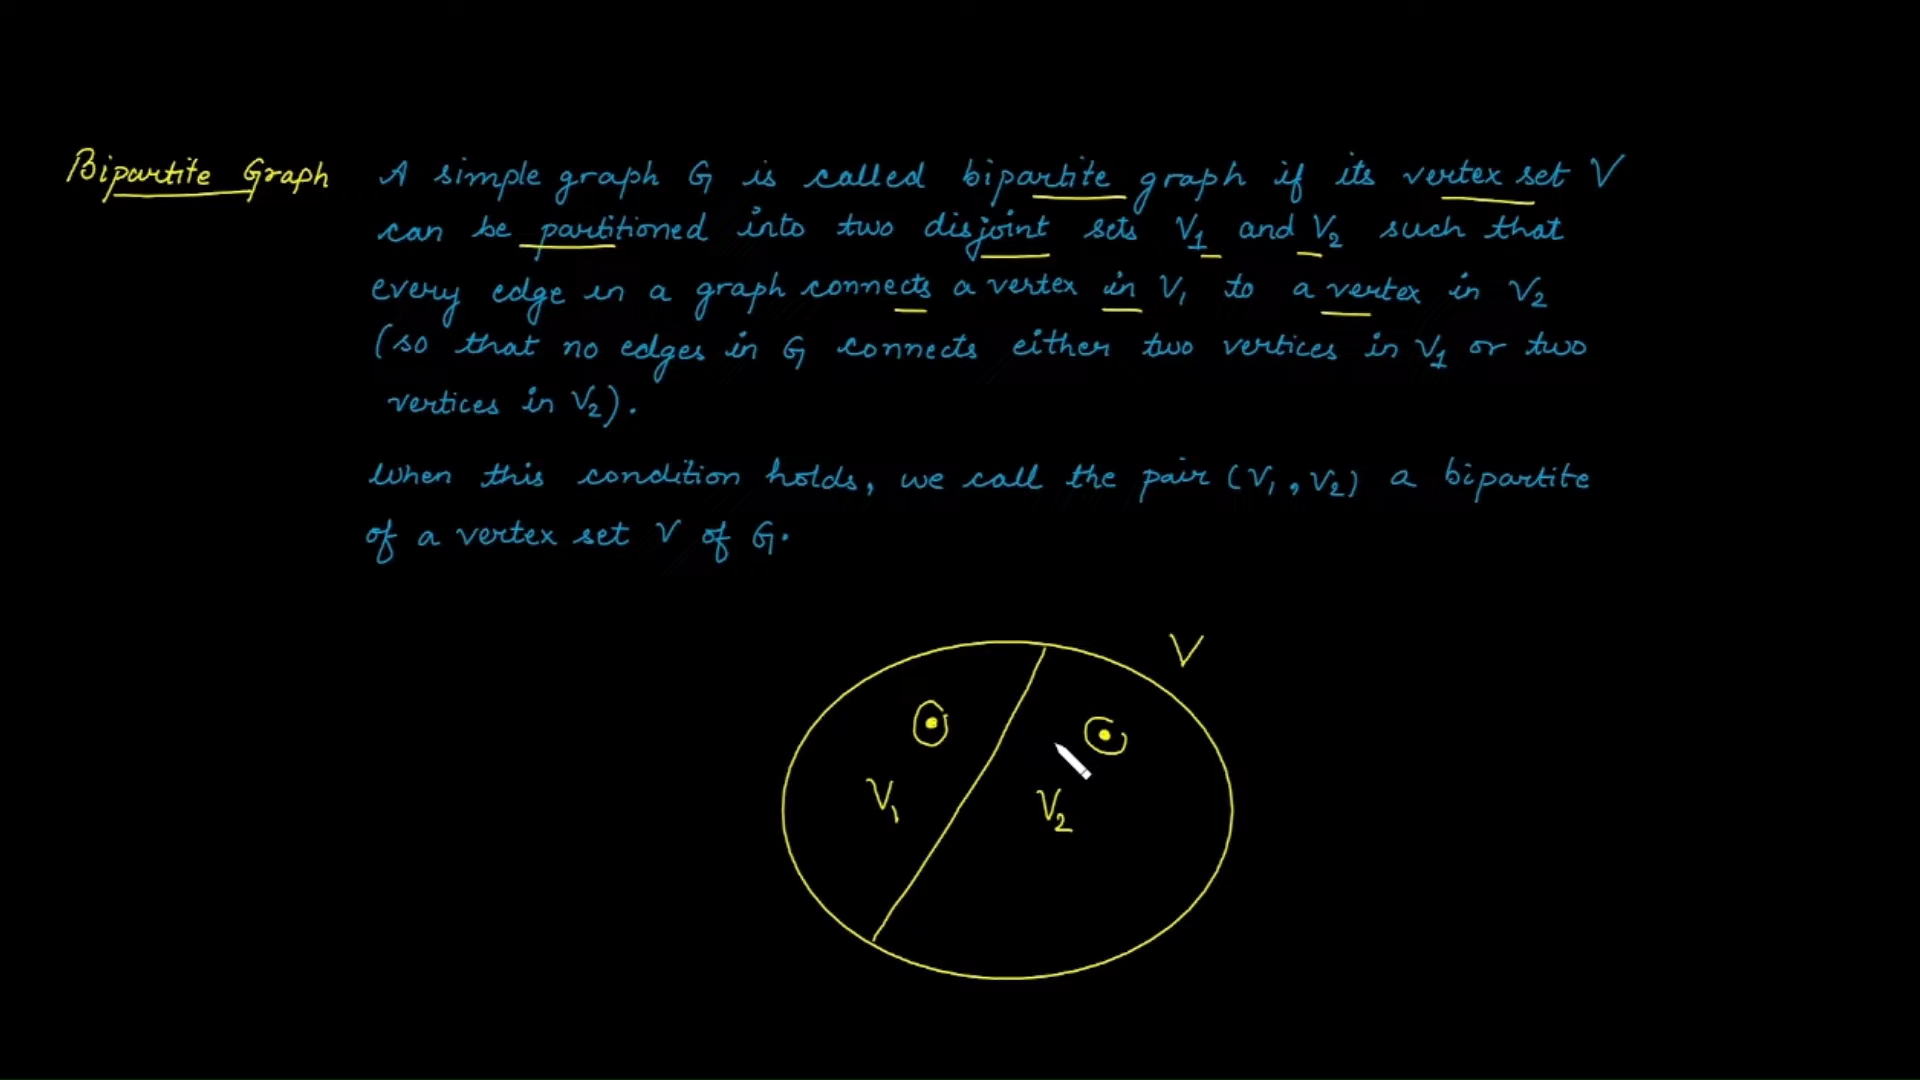 Bipartite Graph A simple graph G is called bipartite graph if its vertex set V
can be partitioned into two disjoint sets V₁ and V₂ such that
every edge in a graph connects a vertex in V₁ to a vertex in V₂
(so that no edges in G connects either two vertices in V₁ or two
vertices in V₂).
When this condition holds, we call the pair (V₁, V₂) a bipartite
of a vertex set V of G.
V
V₁
V₂